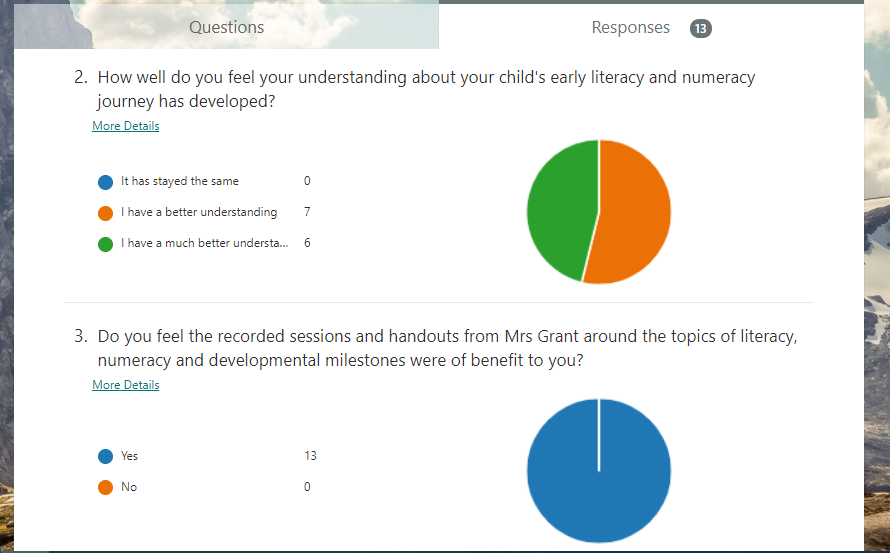 Questions
Responses 13
2. How well do you feel your understanding about your child's early literacy and numeracy
journey has developed?
More Details
It has stayed the same 0
I have a better understanding 7
I have a much better understa... 6
3. Do you feel the recorded sessions and handouts from Mrs Grant around the topics of literacy,
numeracy and developmental milestones were of benefit to you?
More Details
Yes 13
No 0